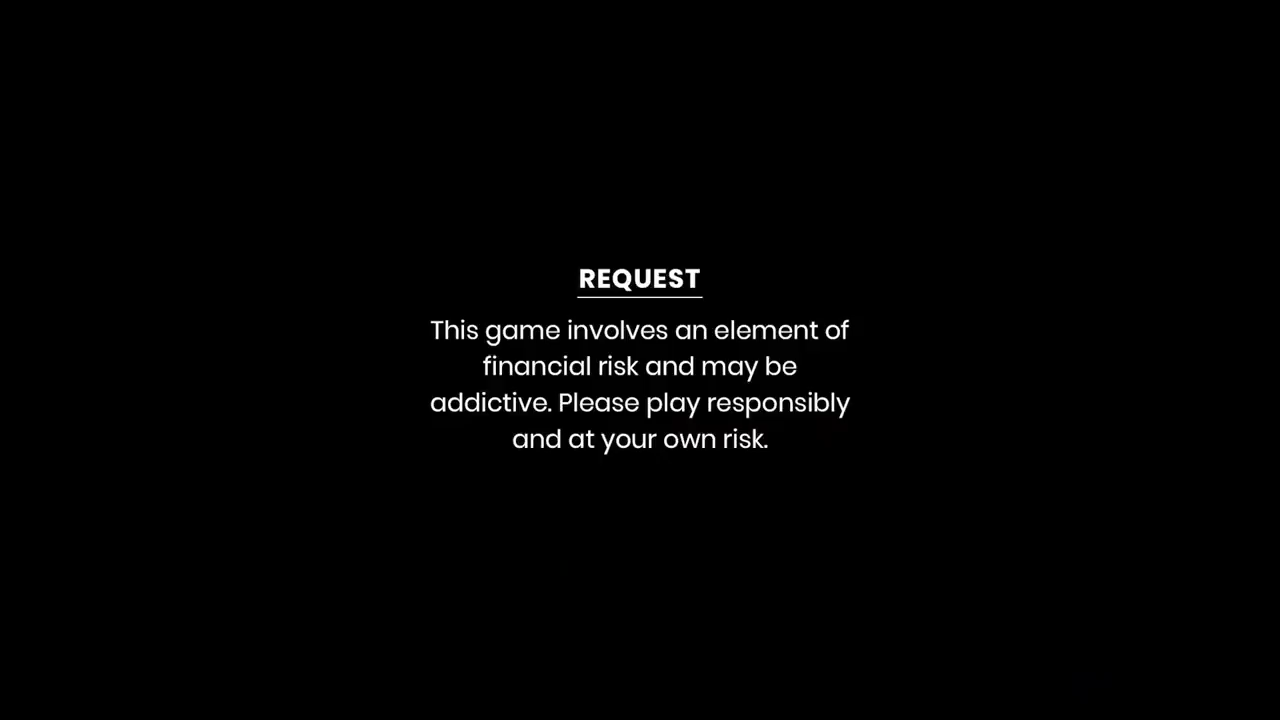 REQUEST
This game involves an element of
financial risk and may be
addictive. Please play responsibly
and at your own risk.